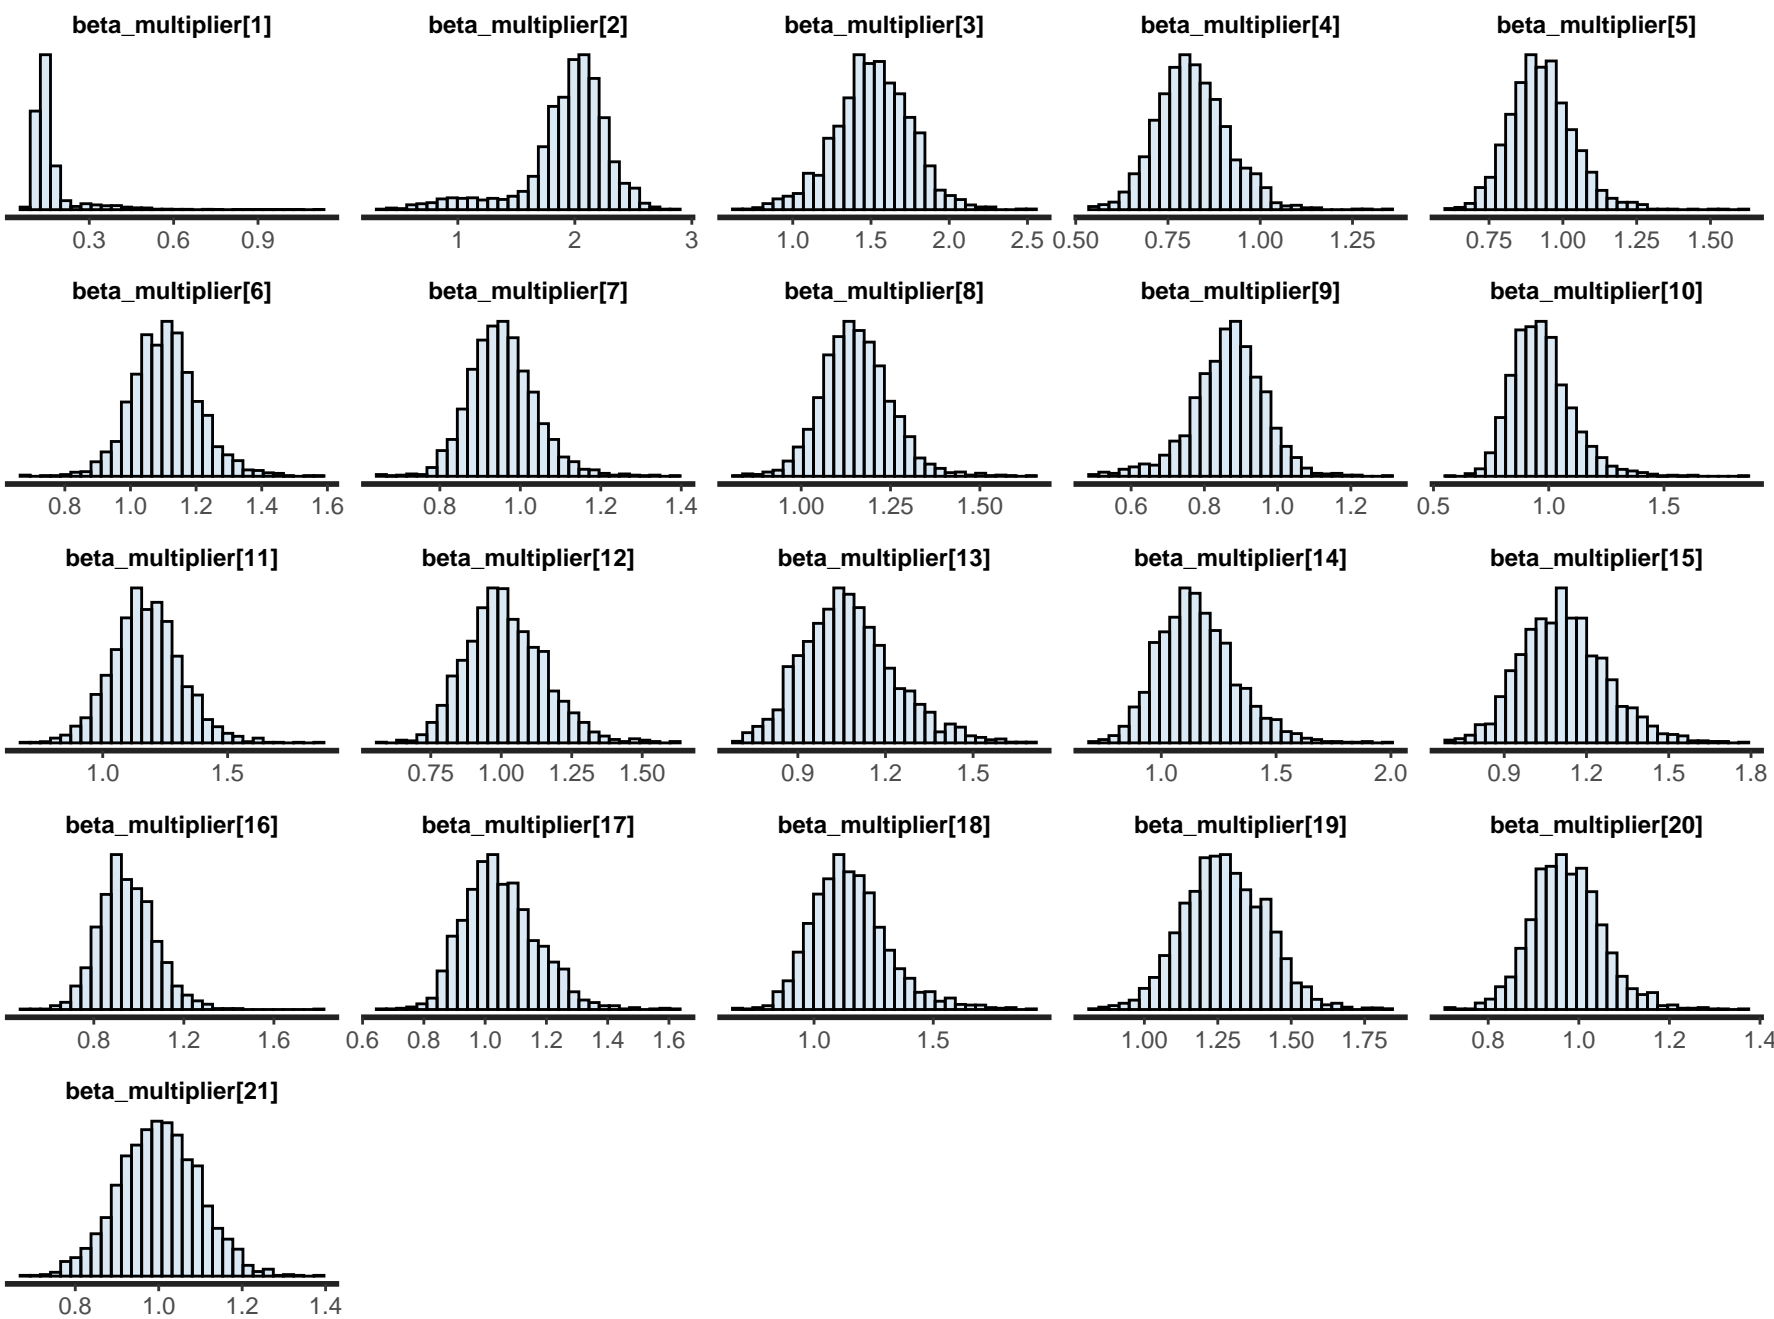 beta_multiplier[1] beta_multiplier[2] beta_multiplier[3] beta_multiplier[4] beta_multiplier[5]
0.3 0.6 0.9 1 2 3 1.0 1.5 2.0 2.5 0.50 0.75 1.00 1.25 0.75 1.00 1.25 1.50
beta_multiplier[6] beta_multiplier[7] beta_multiplier[8] beta_multiplier[9] beta_multiplier[10]
0.8 1.0 1.2 1.4 1.6 0.8 1.0 1.2 1.4 1.00 1.25 1.50 0.6 0.8 1.0 1.2 0.5 1.0 1.5
beta_multiplier[11] beta_multiplier[12] beta_multiplier[13] beta_multiplier[14] beta_multiplier[15]
1.0 1.5 0.75 1.00 1.25 1.50 0.9 1.2 1.5 1.0 1.5 2.0 0.9 1.2 1.5 1.8
beta_multiplier[16] beta_multiplier[17] beta_multiplier[18] beta_multiplier[19] beta_multiplier[20]
0.8 1.2 1.6 0.6 0.8 1.0 1.2 1.4 1.6 1.0 1.5 1.00 1.25 1.50 1.75 0.8 1.0 1.2 1.4
beta_multiplier[21]
0.8 1.0 1.2 1.4